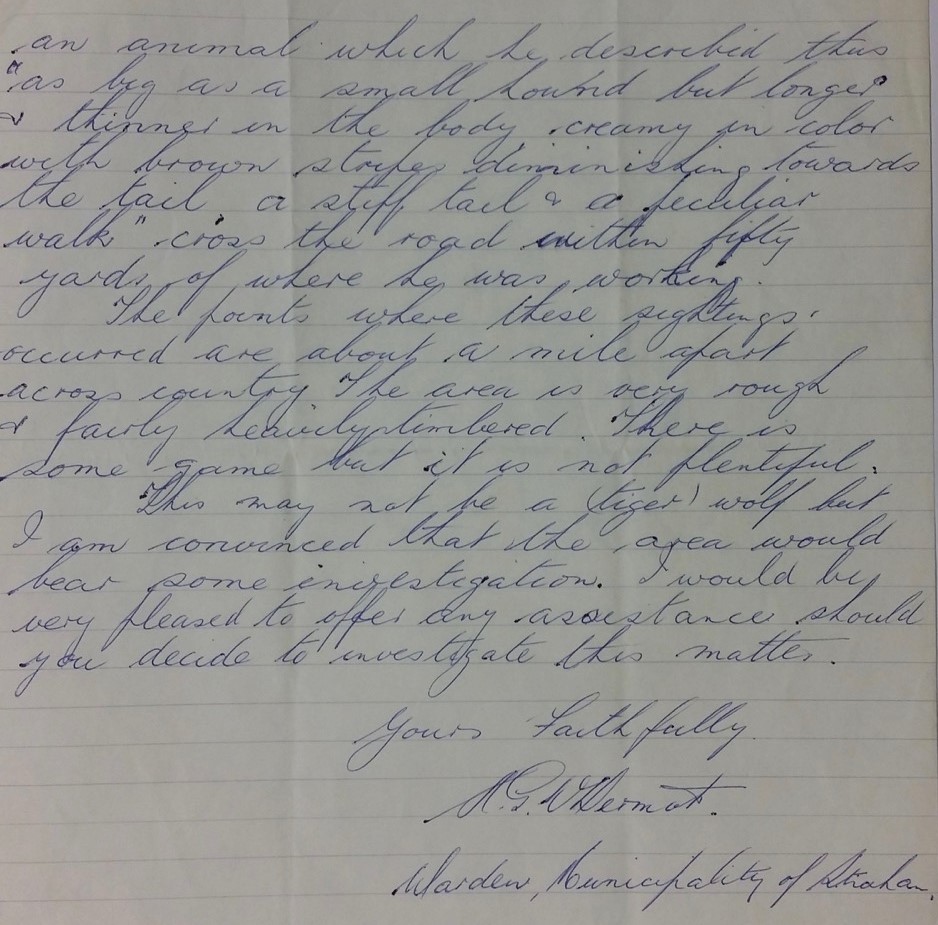 an animal which he described thus
"as big as a small hound but longer
& thinner in the body creamy in color
with brown stripes diminishing towards
the tail a stiff tail & a peculiar
walk" cross the road within fifty
yards of where he was working.
The points where these sightings
occurred are about a mile apart
across country The area is very rough
& fairly heavily timbered. There is
some game but it is not plentiful.
This may not be a (tiger) wolf but
I am convinced that the area would
bear some investigation. I would be
very pleased to offer any assistance should
you decide to investigate this matter.
Yours Faithfully
Warden, Municipality of Strahan.